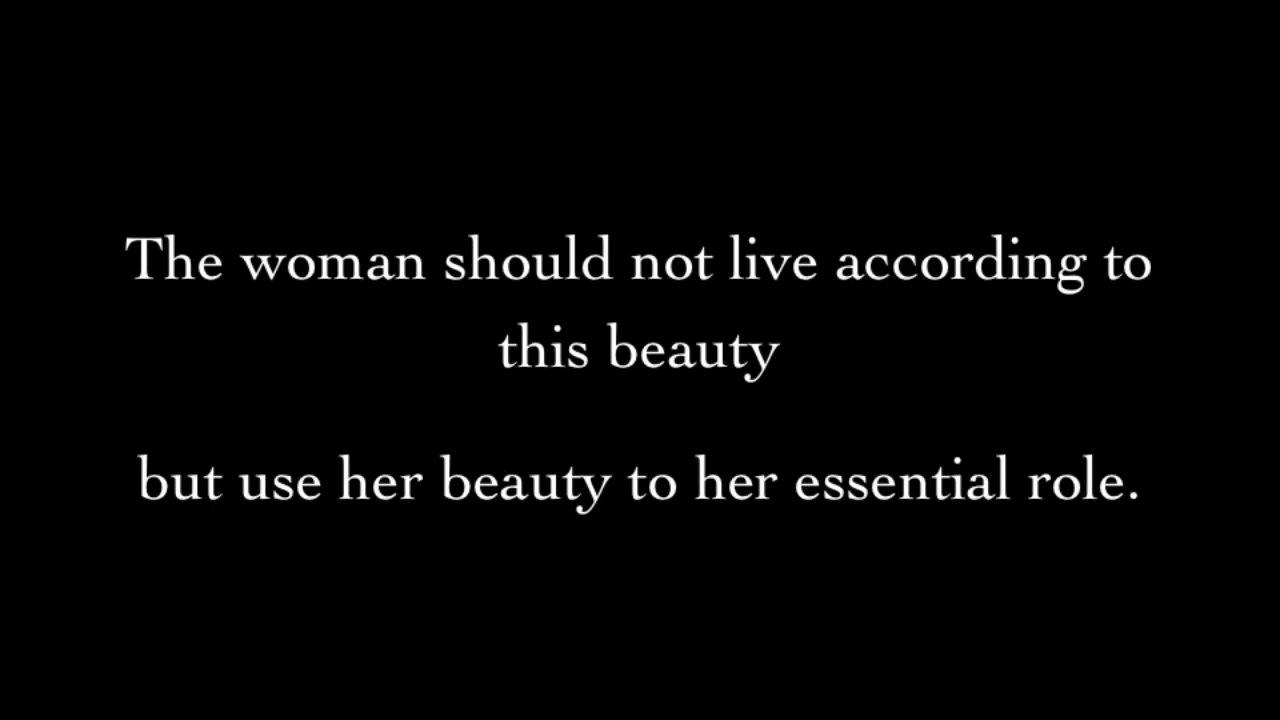 The woman should not live according to
this beauty
but use her beauty to her essential role.